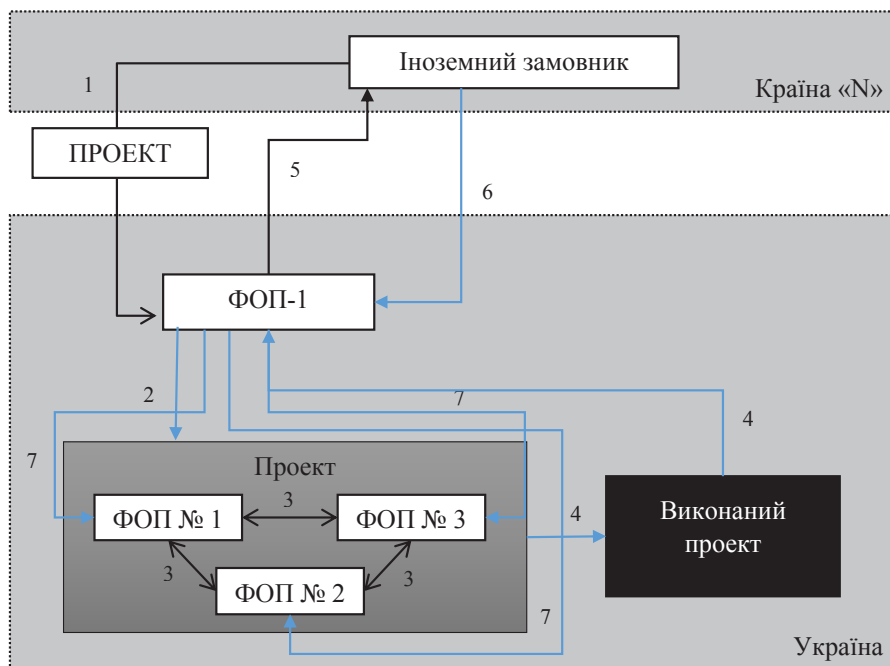 Іноземний замовник
1
Країна «N»
ПРОЕКТ
5
6
ФОП-1
2
7
4
7
Проект
3
ФОП № 1
ФОП № 3
4
Виконаний
проект
3
3
ФОП № 2
7
Україна